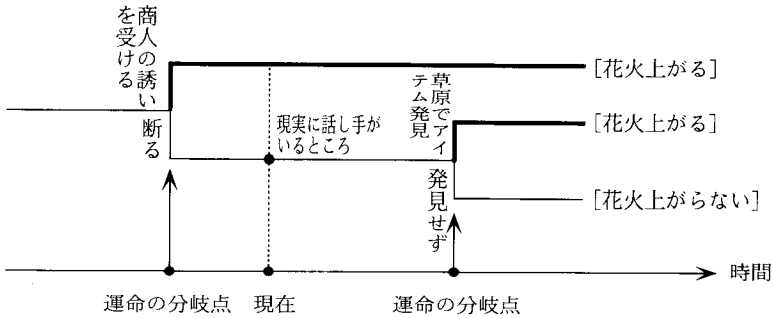 商人の誘い
を受ける
断る
[花火上がる]
現実に話し手が
いるところ
草原でアイ
テム発見
発見せず
[花火上がる]
[花火上がらない]
時間
運命の分岐点
現在
運命の分岐点